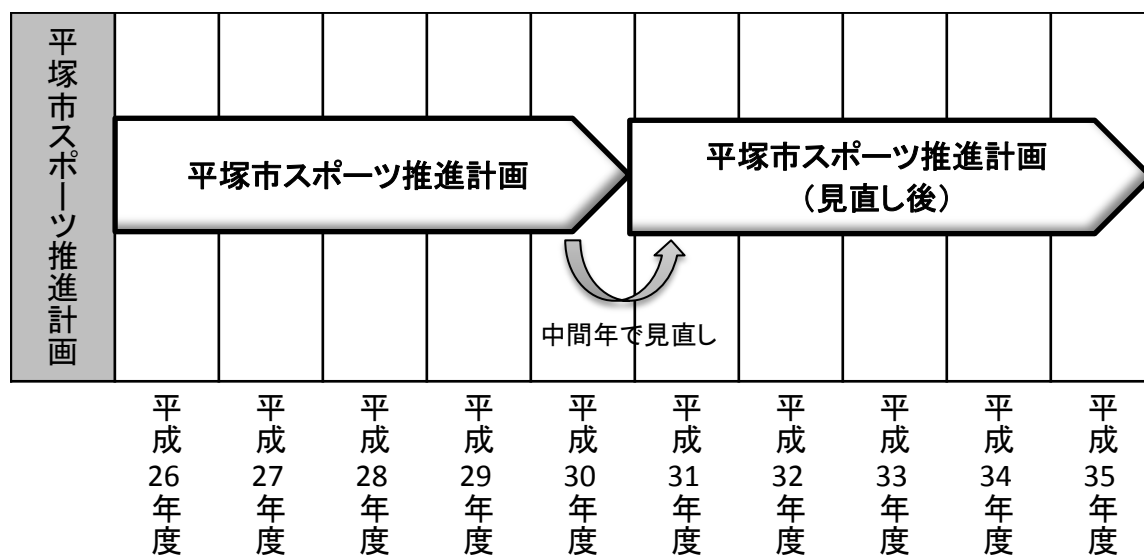 平塚市スポーツ推進計画
平塚市スポーツ推進計画
平塚市スポーツ推進計画
（見直し後）
中間年で見直し
平成26年度
平成27年度
平成28年度
平成29年度
平成30年度
平成31年度
平成32年度
平成33年度
平成34年度
平成35年度